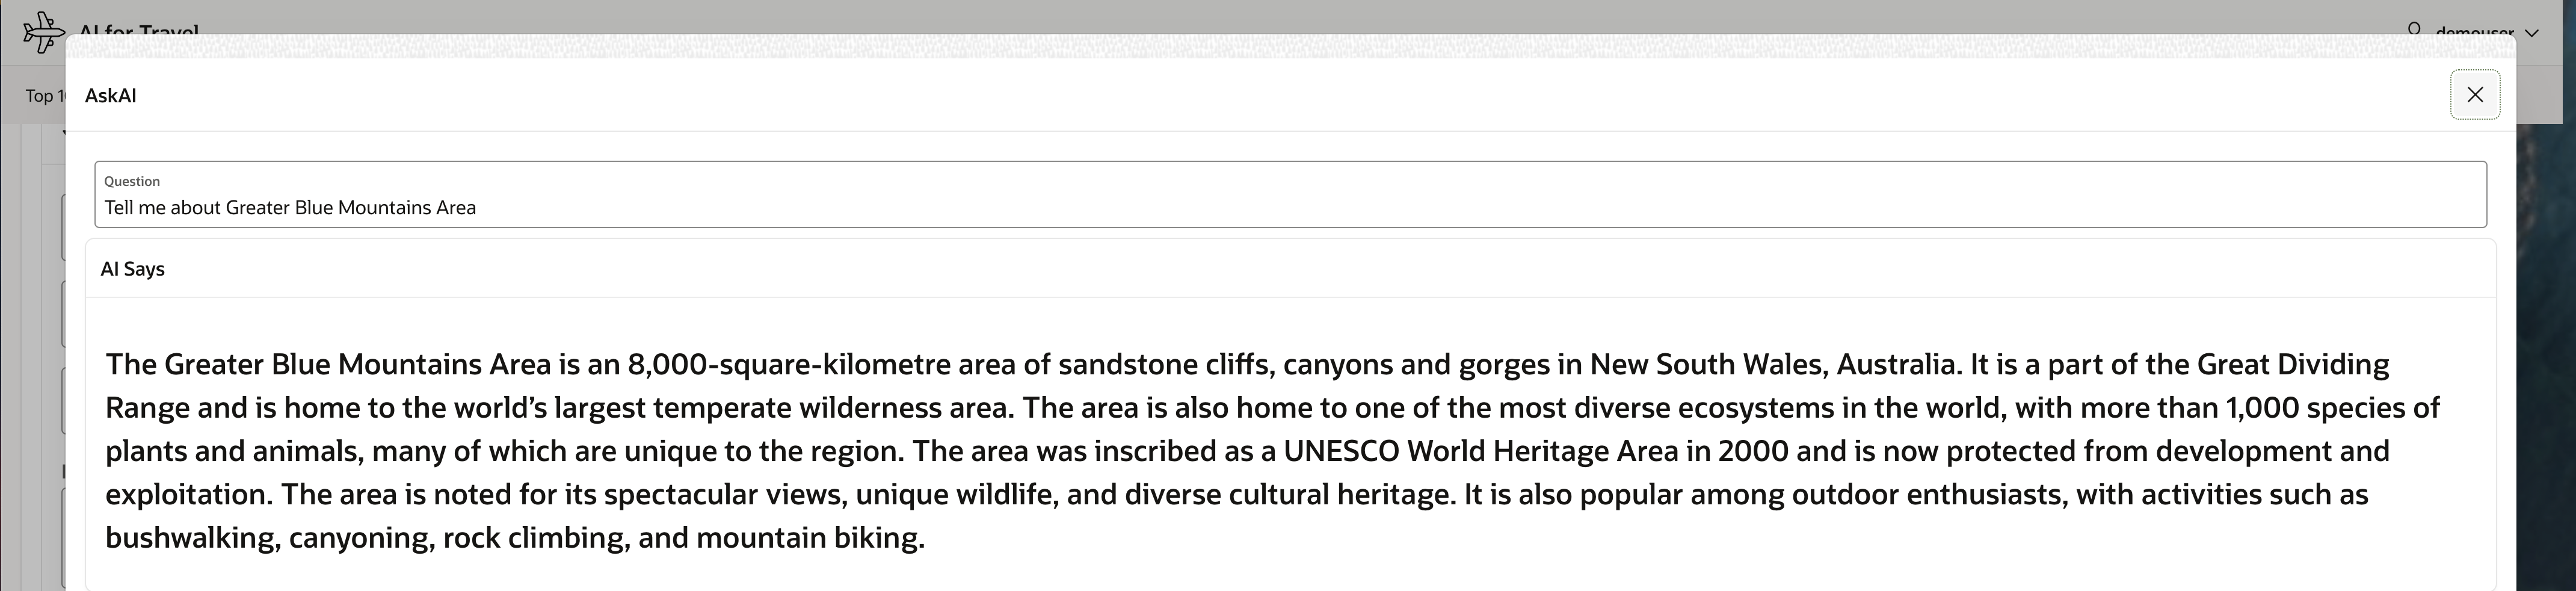 AI for Travel
demouser
Top 1
AskAI
Question
Tell me about Greater Blue Mountains Area
AI Says
The Greater Blue Mountains Area is an 8,000-square-kilometre area of sandstone cliffs, canyons and gorges in New South Wales, Australia. It is a part of the Great Dividing
Range and is home to the world’s largest temperate wilderness area. The area is also home to one of the most diverse ecosystems in the world, with more than 1,000 species of
plants and animals, many of which are unique to the region. The area was inscribed as a UNESCO World Heritage Area in 2000 and is now protected from development and
exploitation. The area is noted for its spectacular views, unique wildlife, and diverse cultural heritage. It is also popular among outdoor enthusiasts, with activities such as
bushwalking, canyoning, rock climbing, and mountain biking.